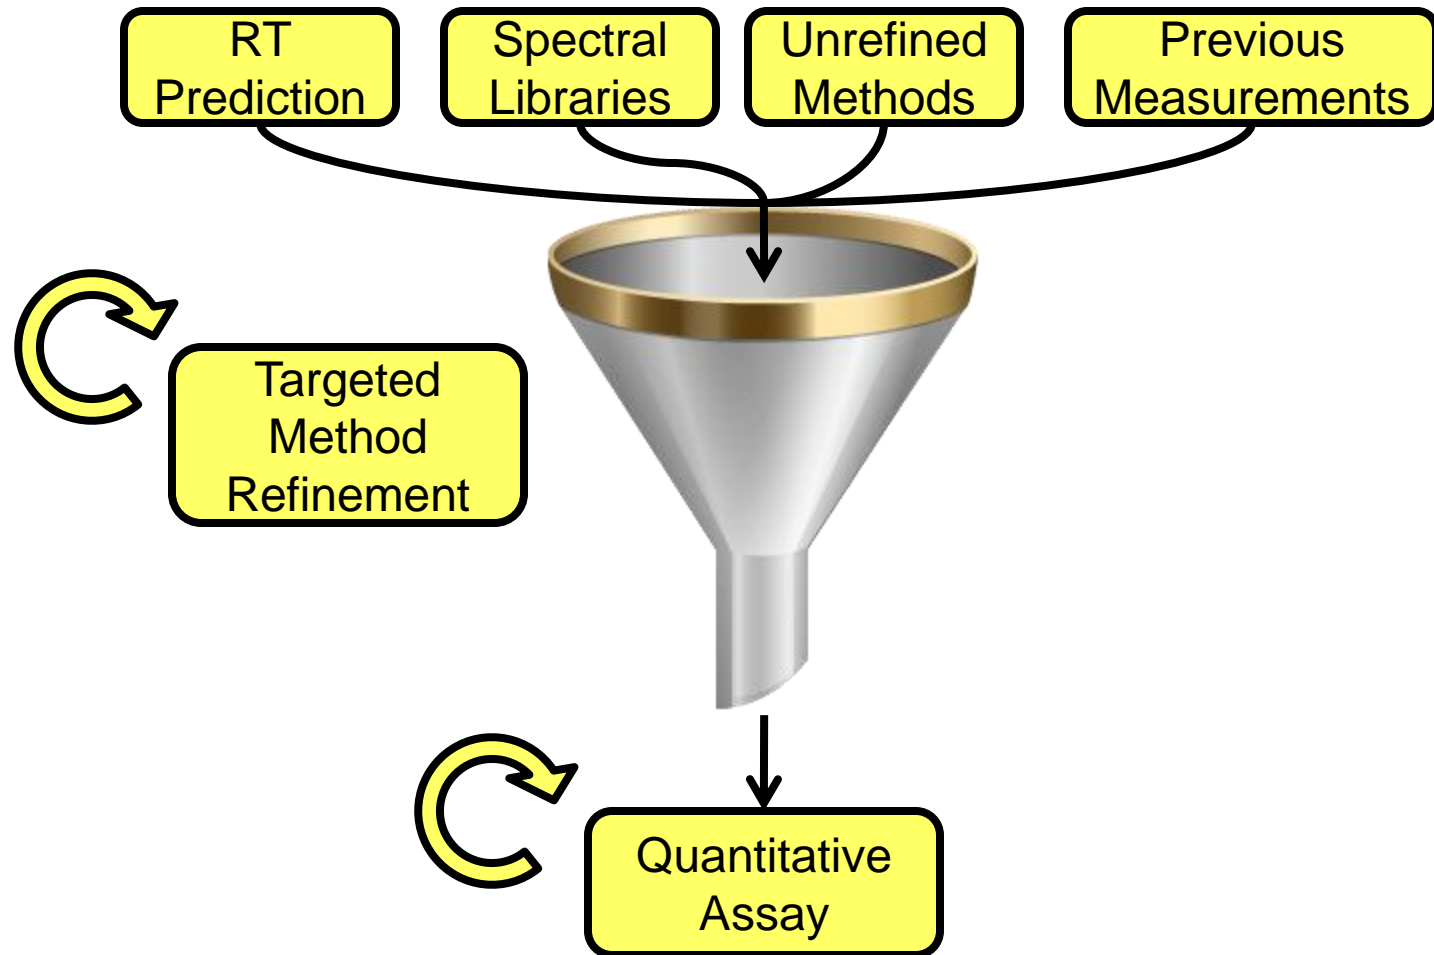 RT
Prediction
Spectral
Libraries
Unrefined
Methods
Previous
Measurements
Targeted
Method
Refinement
Quantitative
Assay